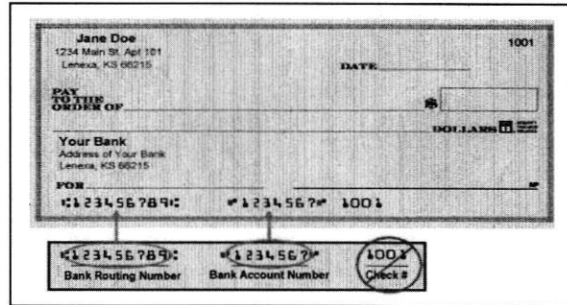 Jane Doe
1001
1234 Main St. Apt 101
Lenexa, KS 66215
DATE
PAY
TO THE
ORDER OF
$
DOLLARS
Your Bank
Address of Your Bank
Lenexa, KS 66215
FOR
⑆123456789⑆ ⑈1234567⑈ 1001
⑆123456789⑆ ⑈1234567⑈ 1001
Bank Routing Number Bank Account Number Check #